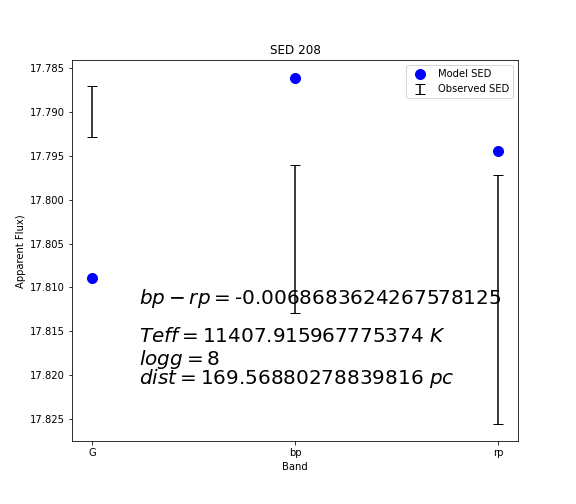 SED 208
17.785
17.790
17.795
17.800
17.805
17.810
17.815
17.820
17.825
Apparent Flux)
Model SED
Observed SED
bp − rp = -0.0068683624267578125
Teff = 11407.915967775374 K
logg = 8
dist = 169.56880278839816 pc
G bp rp
Band